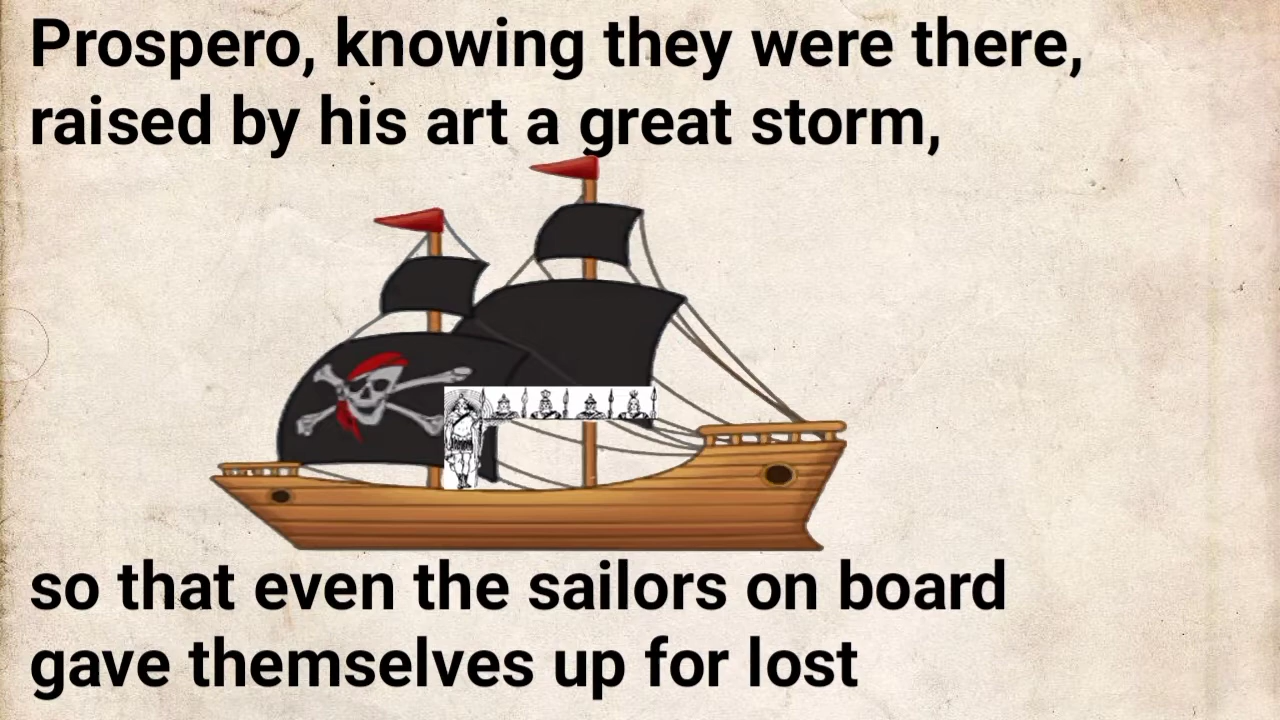 Prospero, knowing they were there,
raised by his art a great storm,
so that even the sailors on board
gave themselves up for lost